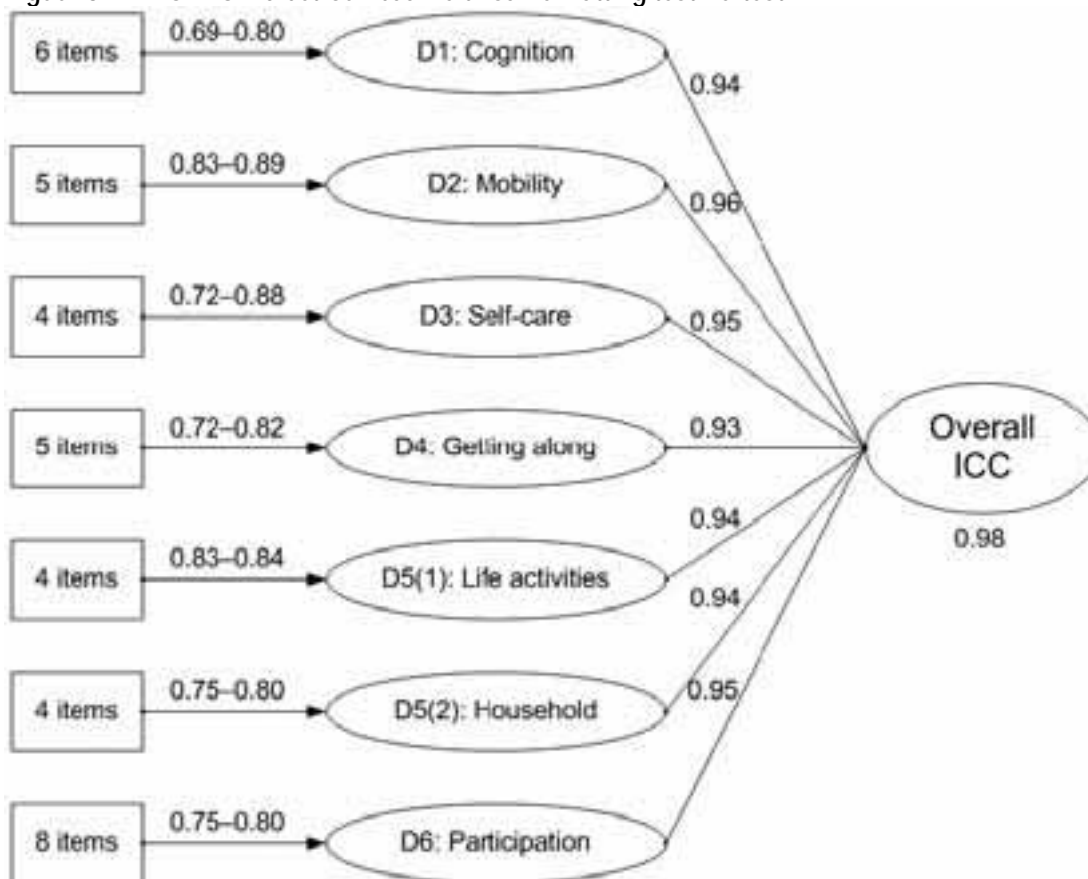 6 items 0.69–0.80 D1: Cognition 0.94
5 items 0.83–0.89 D2: Mobility 0.96
4 items 0.72–0.88 D3: Self-care 0.95
5 items 0.72–0.82 D4: Getting along 0.93
Overall
ICC
0.98
4 items 0.83–0.84 D5(1): Life activities 0.94
0.94
4 items 0.75–0.80 D5(2): Household 0.95
8 items 0.75–0.80 D6: Participation